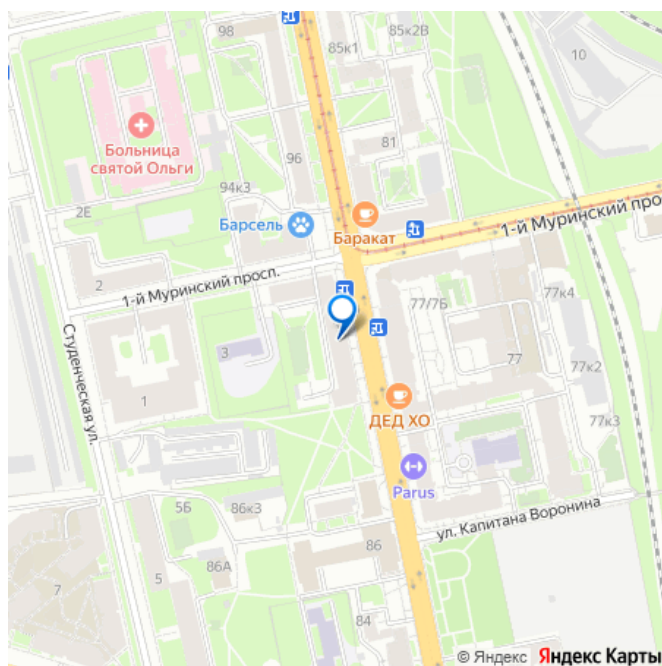 98
85к1
85к2В
10
Больница
святой Ольги
96
81
94к3
2Е
Барсель
Баракат
1-й Муринский про
1-й Муринский просп.
2
77/7Б
77к4
3
77
77к2
Студенческая ул.
1
ДЕД ХО
77к3
Parus
5Б
86к3
ул. Капитана Воронина
86
86А
5
7
84
© Яндекс Яндекс Карты